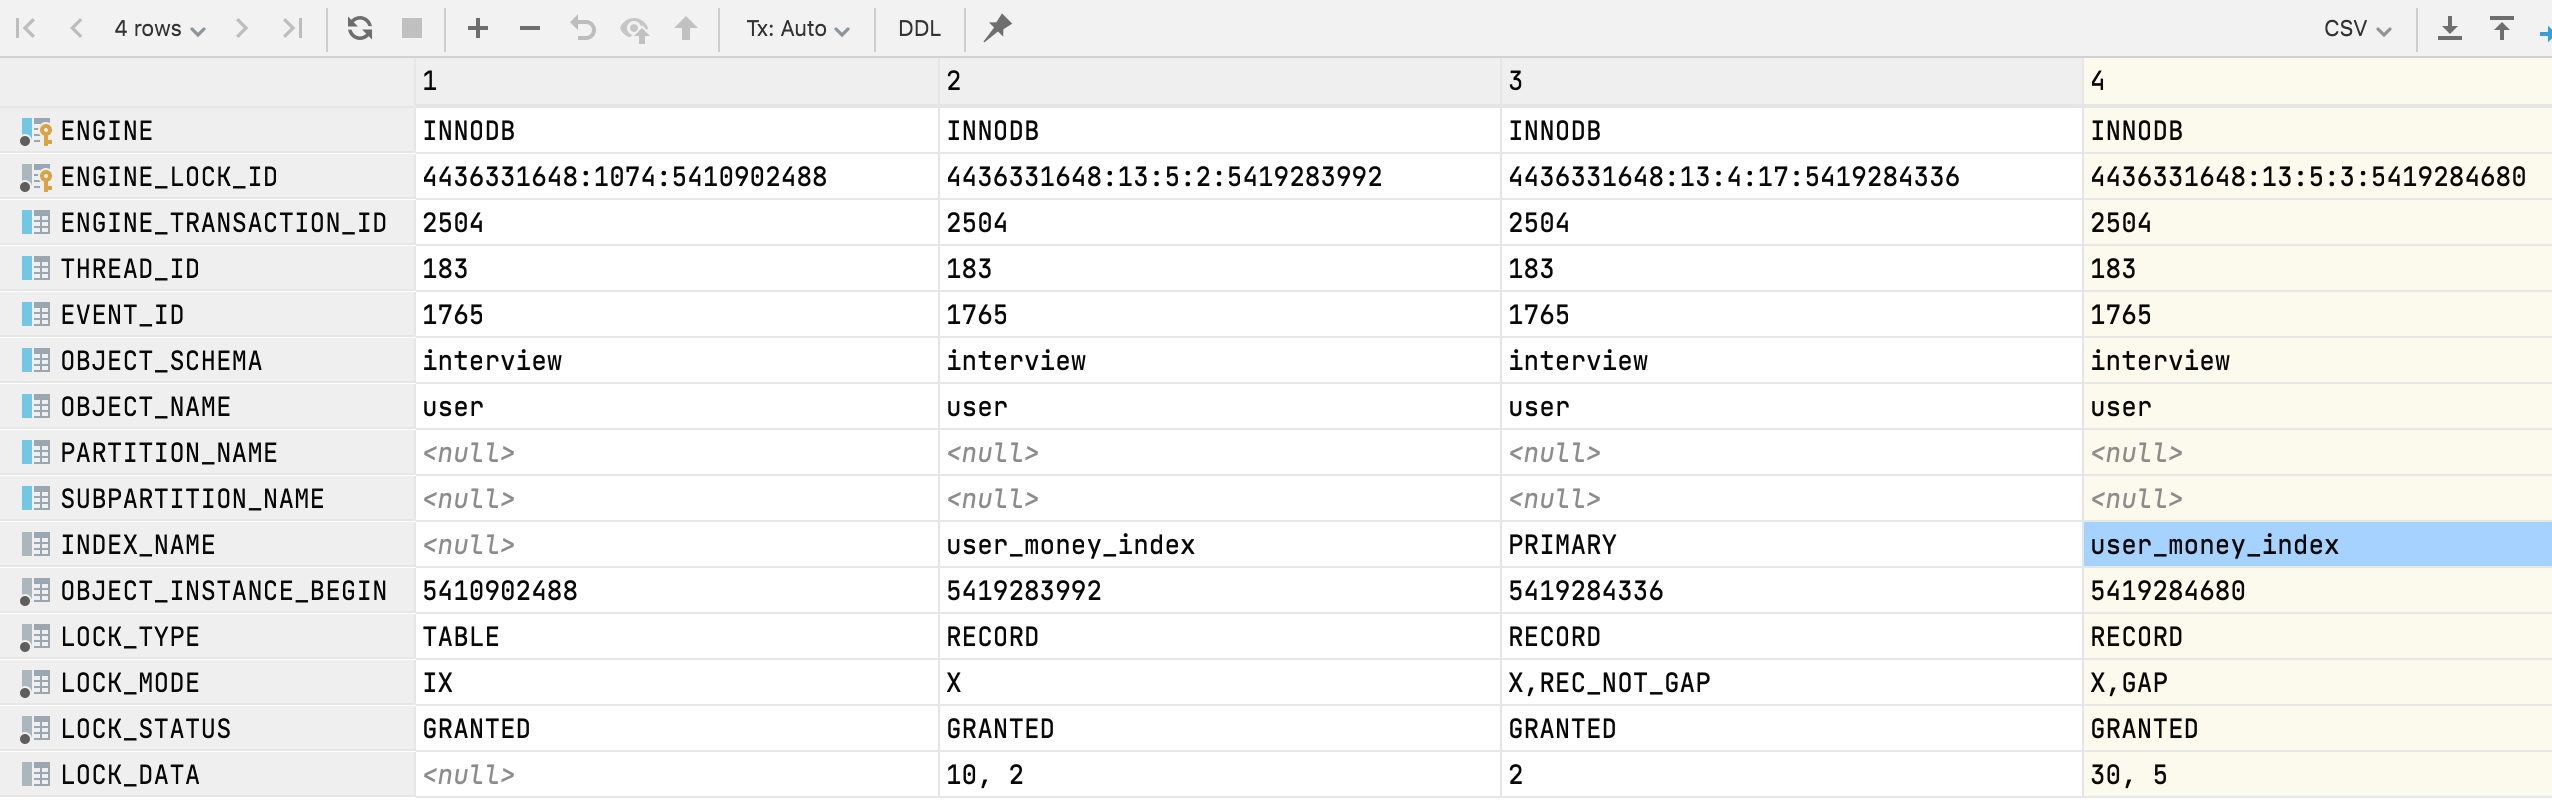 4 rows Tx: Auto DDL CSV
1 2 3 4
ENGINE INNODB INNODB INNODB INNODB
ENGINE_LOCK_ID 4436331648:1074:5410902488 4436331648:13:5:2:5419283992 4436331648:13:4:17:5419284336 4436331648:13:5:3:5419284680
ENGINE_TRANSACTION_ID 2504 2504 2504 2504
THREAD_ID 183 183 183 183
EVENT_ID 1765 1765 1765 1765
OBJECT_SCHEMA interview interview interview interview
OBJECT_NAME user user user user
PARTITION_NAME <null> <null> <null> <null>
SUBPARTITION_NAME <null> <null> <null> <null>
INDEX_NAME <null> user_money_index PRIMARY user_money_index
OBJECT_INSTANCE_BEGIN 5410902488 5419283992 5419284336 5419284680
LOCK_TYPE TABLE RECORD RECORD RECORD
LOCK_MODE IX X X,REC_NOT_GAP X,GAP
LOCK_STATUS GRANTED GRANTED GRANTED GRANTED
LOCK_DATA <null> 10, 2 2 30, 5